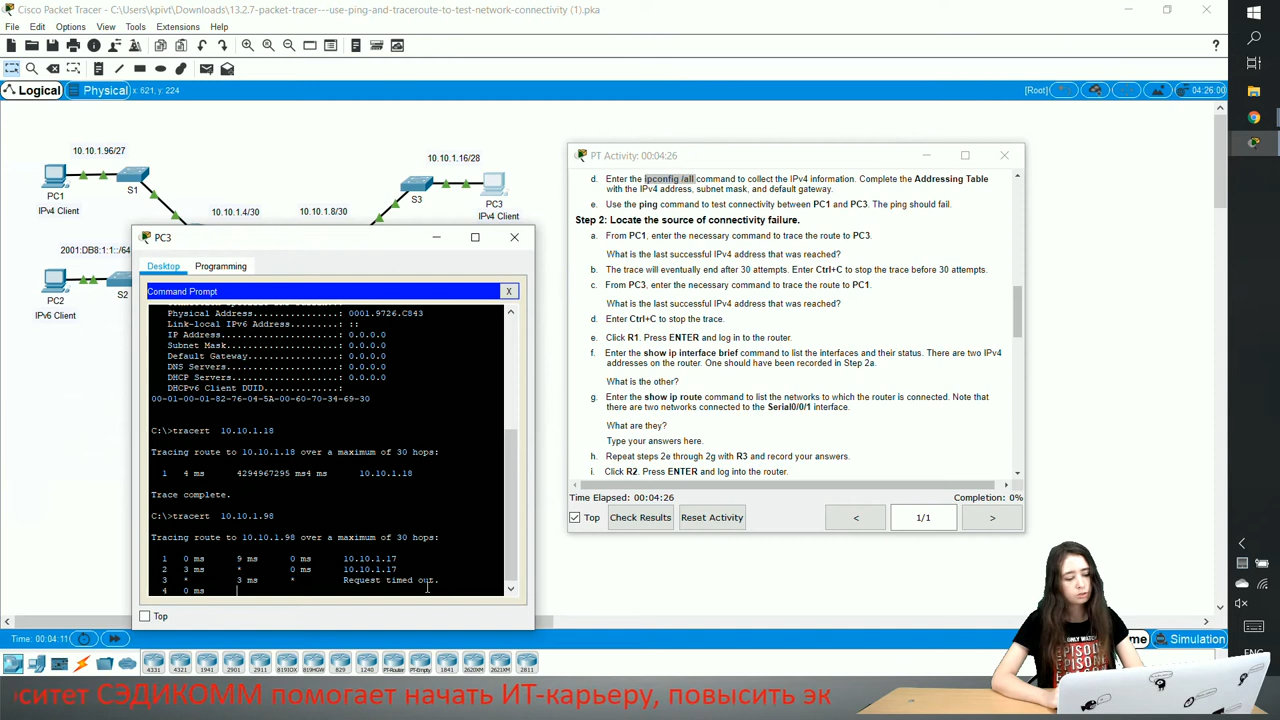 Cisco Packet Tracer - C:\Users\kpivt\Downloads\13.2.7-packet-tracer---use-ping-and-traceroute-to-test-network-connectivity (1).pka
File Edit Options View Tools Extensions Help
?
Logical Physical x: 621, y: 224 [Root] 04:26:00
10.10.1.96/27
PC1
IPv4 Client
S1
10.10.1.4/30
10.10.1.8/30
10.10.1.16/28
S3
PC3
IPv4 Client
2001:DB8:1:1::/64
PC2
IPv6 Client
S2
PC3
Desktop Programming
Command Prompt X
Physical Address................: 0001.9726.C843
Link-local IPv6 Address.........: ::
IP Address......................: 0.0.0.0
Subnet Mask.....................: 0.0.0.0
Default Gateway.................: 0.0.0.0
DNS Servers.....................: 0.0.0.0
DHCP Servers....................: 0.0.0.0
DHCPv6 Client DUID..............:
00-01-00-01-82-76-04-5A-00-60-70-34-69-30
C:\>tracert 10.10.1.18
Tracing route to 10.10.1.18 over a maximum of 30 hops:
1 4 ms 4294967295 ms4 ms 10.10.1.18
Trace complete.
C:\>tracert 10.10.1.98
Tracing route to 10.10.1.98 over a maximum of 30 hops:
1 0 ms 9 ms 0 ms 10.10.1.17
2 3 ms * 0 ms 10.10.1.17
3 * 3 ms * Request timed out.
4 0 ms
Top
PT Activity: 00:04:26
d. Enter the ipconfig /all command to collect the IPv4 information. Complete the Addressing Table
with the IPv4 address, subnet mask, and default gateway.
e. Use the ping command to test connectivity between PC1 and PC3. The ping should fail.
Step 2: Locate the source of connectivity failure.
a. From PC1, enter the necessary command to trace the route to PC3.
What is the last successful IPv4 address that was reached?
b. The trace will eventually end after 30 attempts. Enter Ctrl+C to stop the trace before 30 attempts.
c. From PC3, enter the necessary command to trace the route to PC1.
What is the last successful IPv4 address that was reached?
d. Enter Ctrl+C to stop the trace.
e. Click R1. Press ENTER and log in to the router.
f. Enter the show ip interface brief command to list the interfaces and their status. There are two IPv4
addresses on the router. One should have been recorded in Step 2a.
What is the other?
g. Enter the show ip route command to list the networks to which the router is connected. Note that
there are two networks connected to the Serial0/0/1 interface.
What are they?
Type your answers here.
h. Repeat steps 2e through 2g with R3 and record your answers.
i. Click R2. Press ENTER and log into the router.
Time Elapsed: 00:04:26 Completion: 0%
Top Check Results Reset Activity < 1/1 >
Time: 00:04:11
me Simulation
4331 4321 1941 2901 2911 819IOX 819HGW 829 1240 PT-Router PT-Empty 1841 2620XM 2621XM 2811
ONLY WATCH
EPISOD
EPISOD
EPISOD
ситет СЭДИКОММ помогает начать ИТ-карьеру, повысить эк